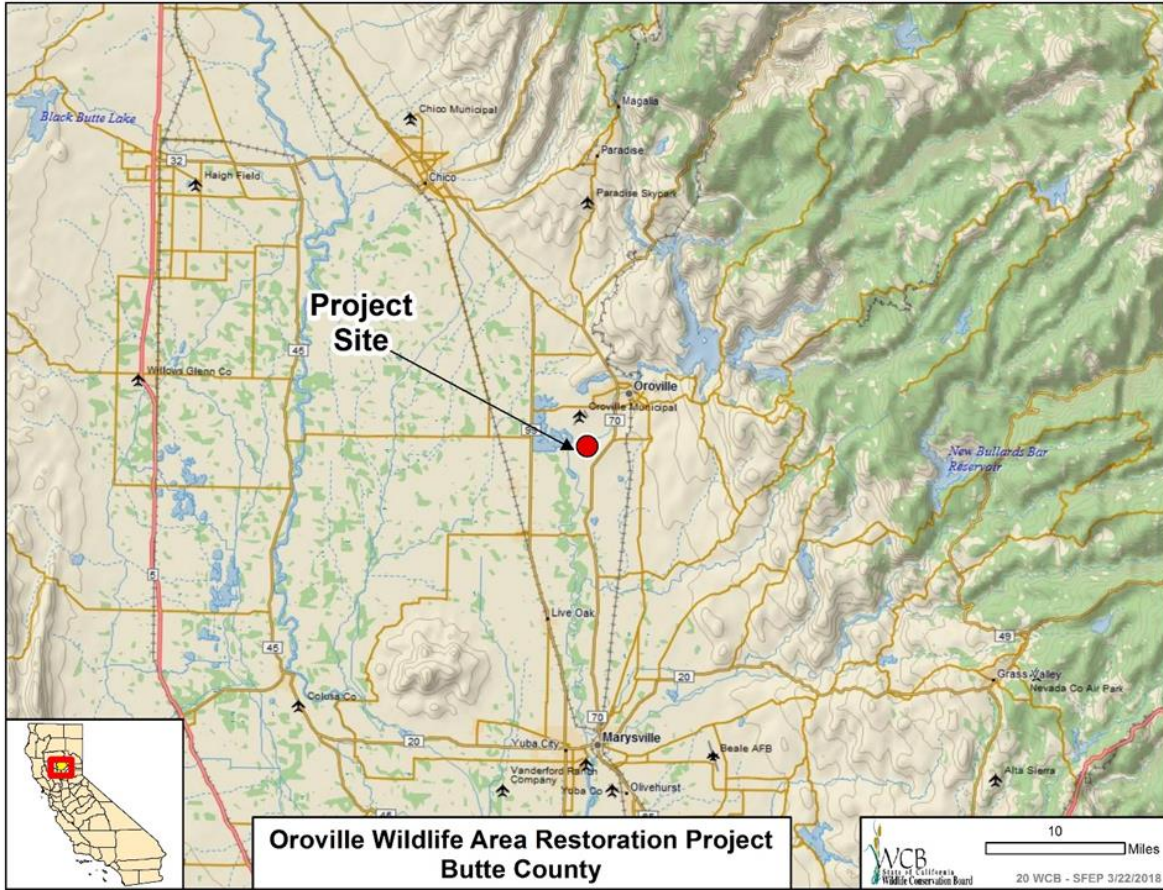 Magalia
Chico Municipal
Black Butte Lake
Paradise
32
Haigh Field
Chico
Paradise Skypark
Project
Site
45
Willows Glenn Co
Oroville
Oroville Municipal
70
99
New Bullards Bar
Reservoir
5
Live Oak
49
45
20
Grass Valley
Nevada Co Air Park
Colusa Co
70
20
Marysville
Yuba City
Beale AFB
Vanderford Ranch
Company
Yuba Co
Olivehurst
Alta Sierra
45
Oroville Wildlife Area Restoration Project
Butte County
WCB
State of California
Wildlife Conservation Board
10
Miles
20 WCB - SFEP 3/22/2018